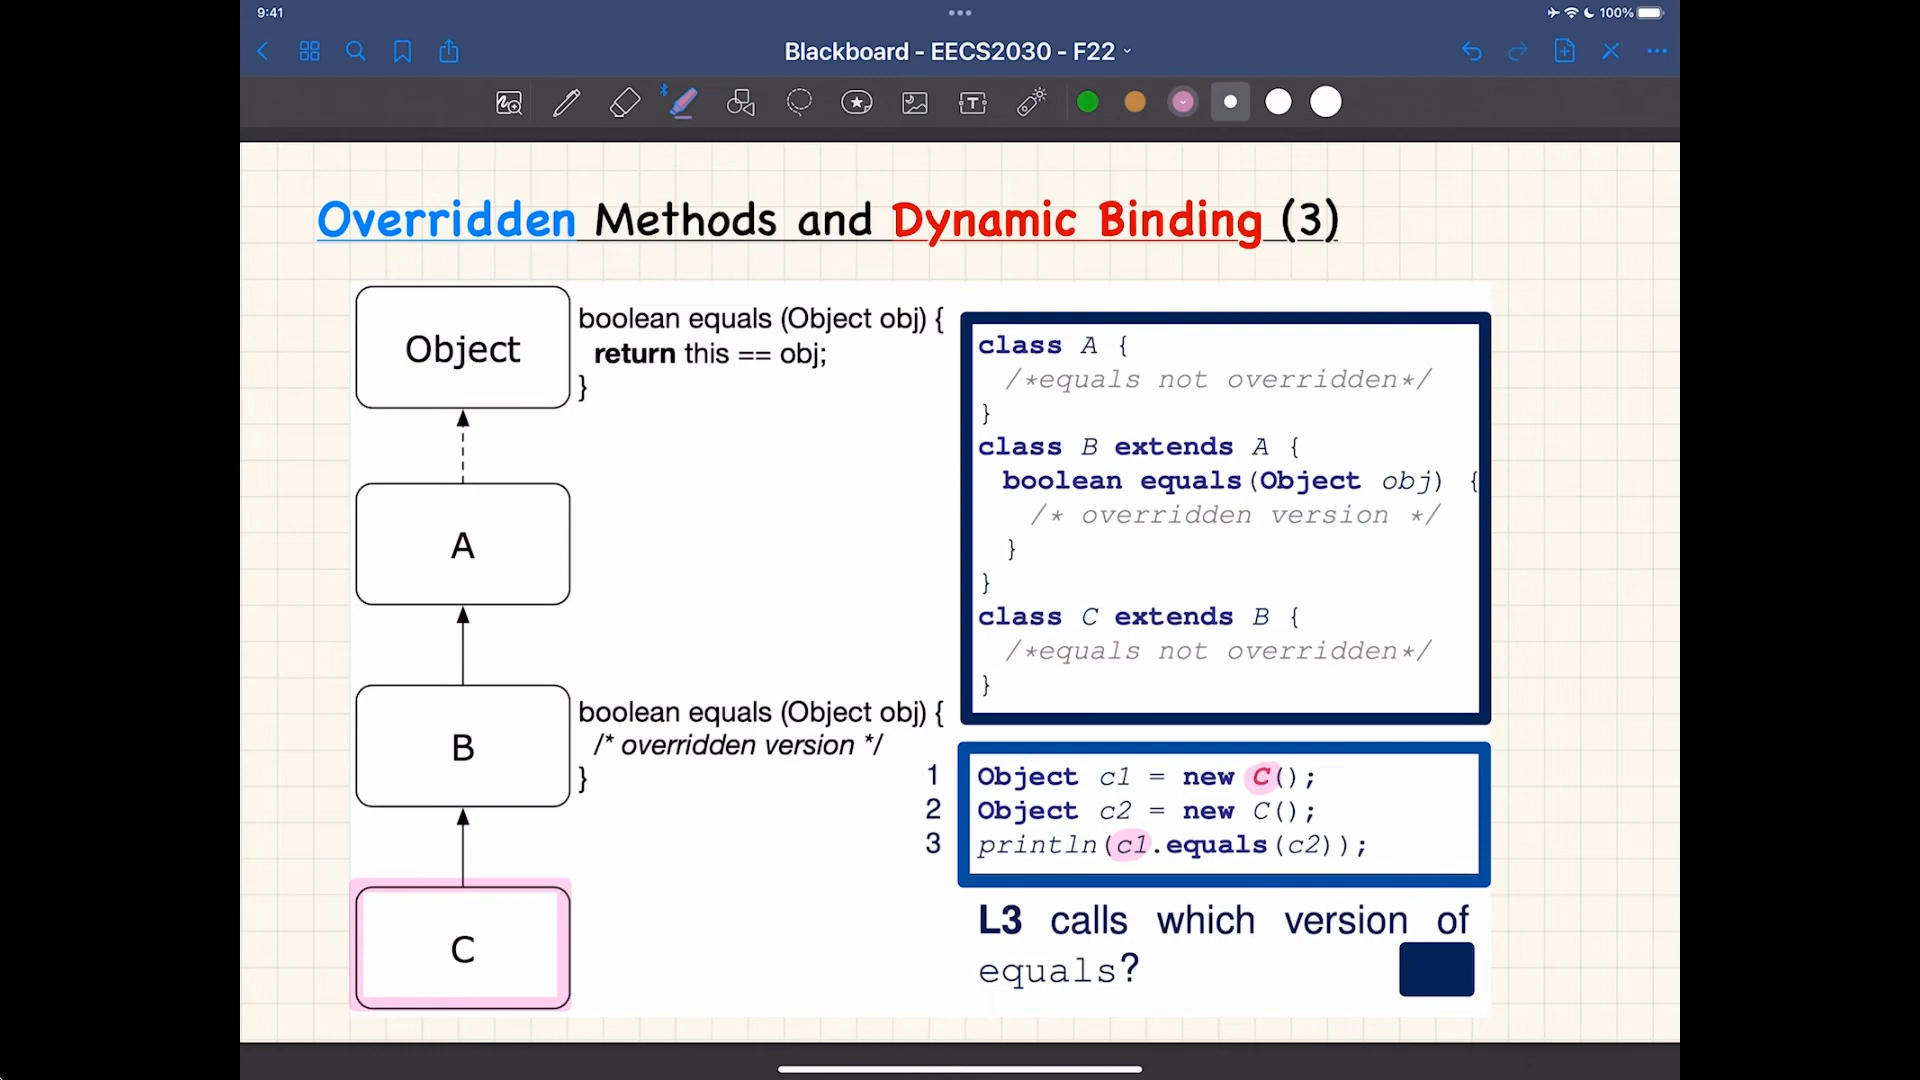 9:41
100%
Blackboard - EECS2030 - F22
Overridden Methods and Dynamic Binding (3)
Object
boolean equals (Object obj) {
return this == obj;
}
A
B
boolean equals (Object obj) {
/* overridden version */
}
C
class A {
/*equals not overridden*/
}
class B extends A {
boolean equals(Object obj) {
/* overridden version */
}
}
class C extends B {
/*equals not overridden*/
}
1 Object c1 = new C();
2 Object c2 = new C();
3 println(c1.equals(c2));
L3 calls which version of
equals?